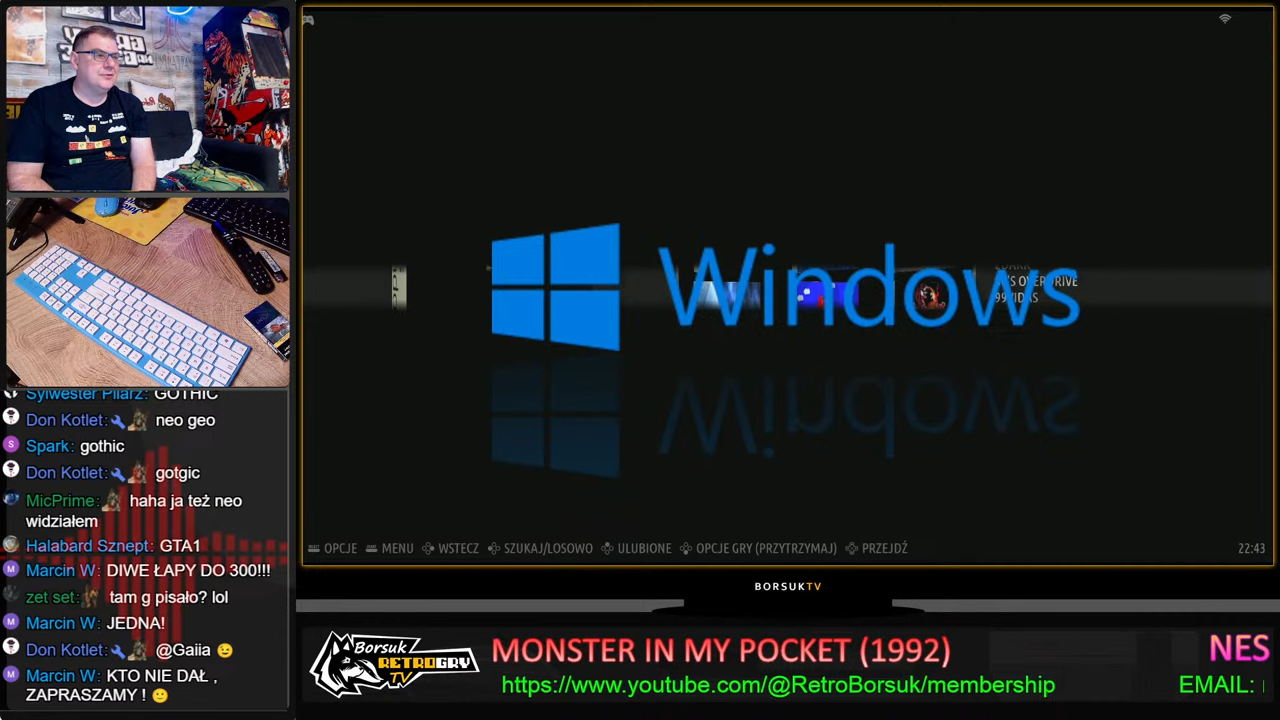 Sylwester Pilarz: GOTHIC
Don Kotlet: neo geo
Spark: gothic
Don Kotlet: gotgic
MicPrime: haha ja też neo
widziałem
Halabard Sznept: GTA1
Marcin W: DIWE ŁAPY DO 300!!!
zet set: tam g pisało? lol
Marcin W: JEDNA!
Don Kotlet: @Gaiia
Marcin W: KTO NIE DAŁ ,
ZAPRASZAMY !
Windows
OPCJE MENU WSTECZ SZUKAJ/LOSOWO ULUBIONE OPCJE GRY (PRZYTRZYMAJ) PRZEJDŹ 22:43
BORSUKTV
Borsuk
RETROGRY
TV
MONSTER IN MY POCKET (1992) NES
https://www.youtube.com/@RetroBorsuk/membership EMAIL: